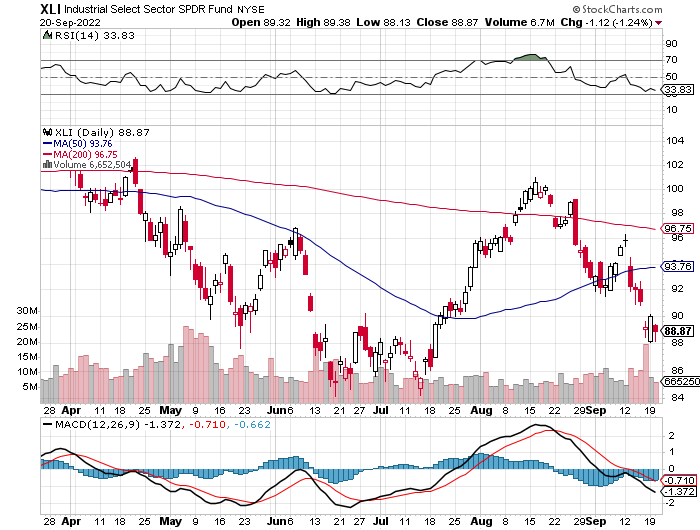 XLI Industrial Select Sector SPDR Fund NYSE © StockCharts.com
20-Sep-2022 Open 89.32 High 89.38 Low 88.13 Close 88.87 Volume 6.7M Chg -1.12 (-1.24%)
RSI(14) 33.83
90
70
50
33.83
30
10
XLI (Daily) 88.87
MA(50) 93.76
MA(200) 96.75
Volume 6,652,504
104
102
100
98
96.75
96
93.76
92
90
88.87
88
86
84
30M
25M
20M
15M
10M
5M
665250
28 Apr 11 18 25 May 9 16 23 Jun 6 13 21 27 Jul 11 18 25 Aug 8 15 22 29 Sep 12 19
MACD(12,26,9) -1.372, -0.710, -0.662
2
1
0
-0.710
-1.372
-2
28 Apr 11 18 25 May 9 16 23 Jun 6 13 21 27 Jul 11 18 25 Aug 8 15 22 29 Sep 12 19